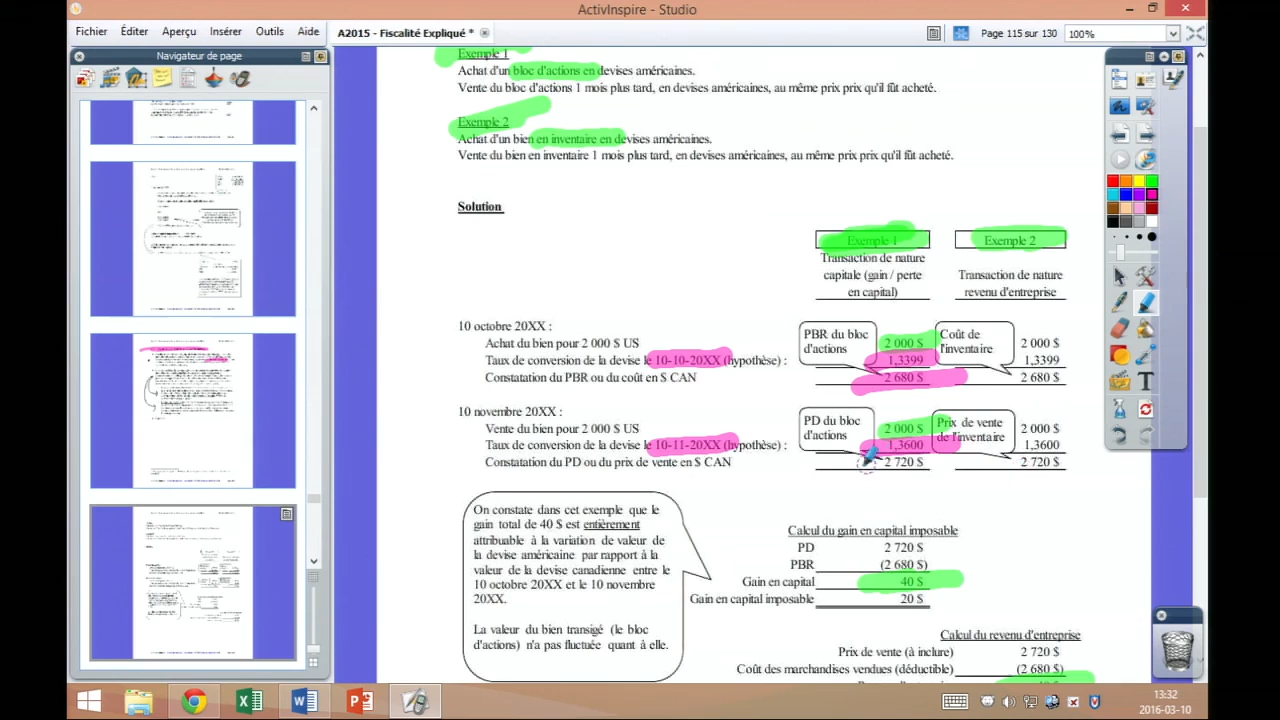 ActivInspire - Studio
Fichier Éditer Aperçu Insérer Outils Aide
A2015 - Fiscalité Expliqué *
Page 115 sur 130
100%
Navigateur de page
Exemple 1
Achat d'un bloc d'actions en devises américaines.
Vente du bloc d'actions 1 mois plus tard, en devises américaines, au même prix prix qu'il fût acheté.
Exemple 2
Achat d'un bien en inventaire en devises américaines.
Vente du bien en inventaire 1 mois plus tard, en devises américaines, au même prix prix qu'il fût acheté.
Solution
Exemple 1 Exemple 2
Transaction de nature capitale (gain / perte en capital)
Transaction de nature revenu d'entreprise
10 octobre 20XX :
PBR du bloc d'actions
Coût de l'inventaire
Achat du bien pour 2 000 $ US 2 000 $ 2 000 $
Taux de conversion de la devise le 10-10-20XX (hypothèse) : 1,3399
Constatation du PBR ou du coût en $ CAN 2 680 $ 2 680 $
10 novembre 20XX :
PD du bloc d'actions
Prix de vente de l'inventaire
Vente du bien pour 2 000 $ US 2 000 $ 2 000 $
Taux de conversion de la devise le 10-11-20XX (hypothèse) : 1,3600 1,3600
Constatation du PD ou du prix de vente en $ CAN 2 720 $ 2 720 $
On constate dans cet exemple que le
gain total de 40 $ est entièrement
attribuable à la variation de valeur de
la devise américaine par rapport à la
valeur de la devise canadienne entre le
10 octobre 20XX et le 10 novembre
20XX.
La valeur du bien transigé (le bloc
d'actions) n'a pas fluctuée quant à elle.
Calcul du gain en capital imposable
PD 2 720 $
PBR (2 680 $)
Gain en capital 40 $
Gain en capital imposable 20 $
Calcul du revenu d'entreprise
Prix de vente (à inclure) 2 720 $
Coût des marchandises vendues (déductible) (2 680 $)
13:32
2016-03-10